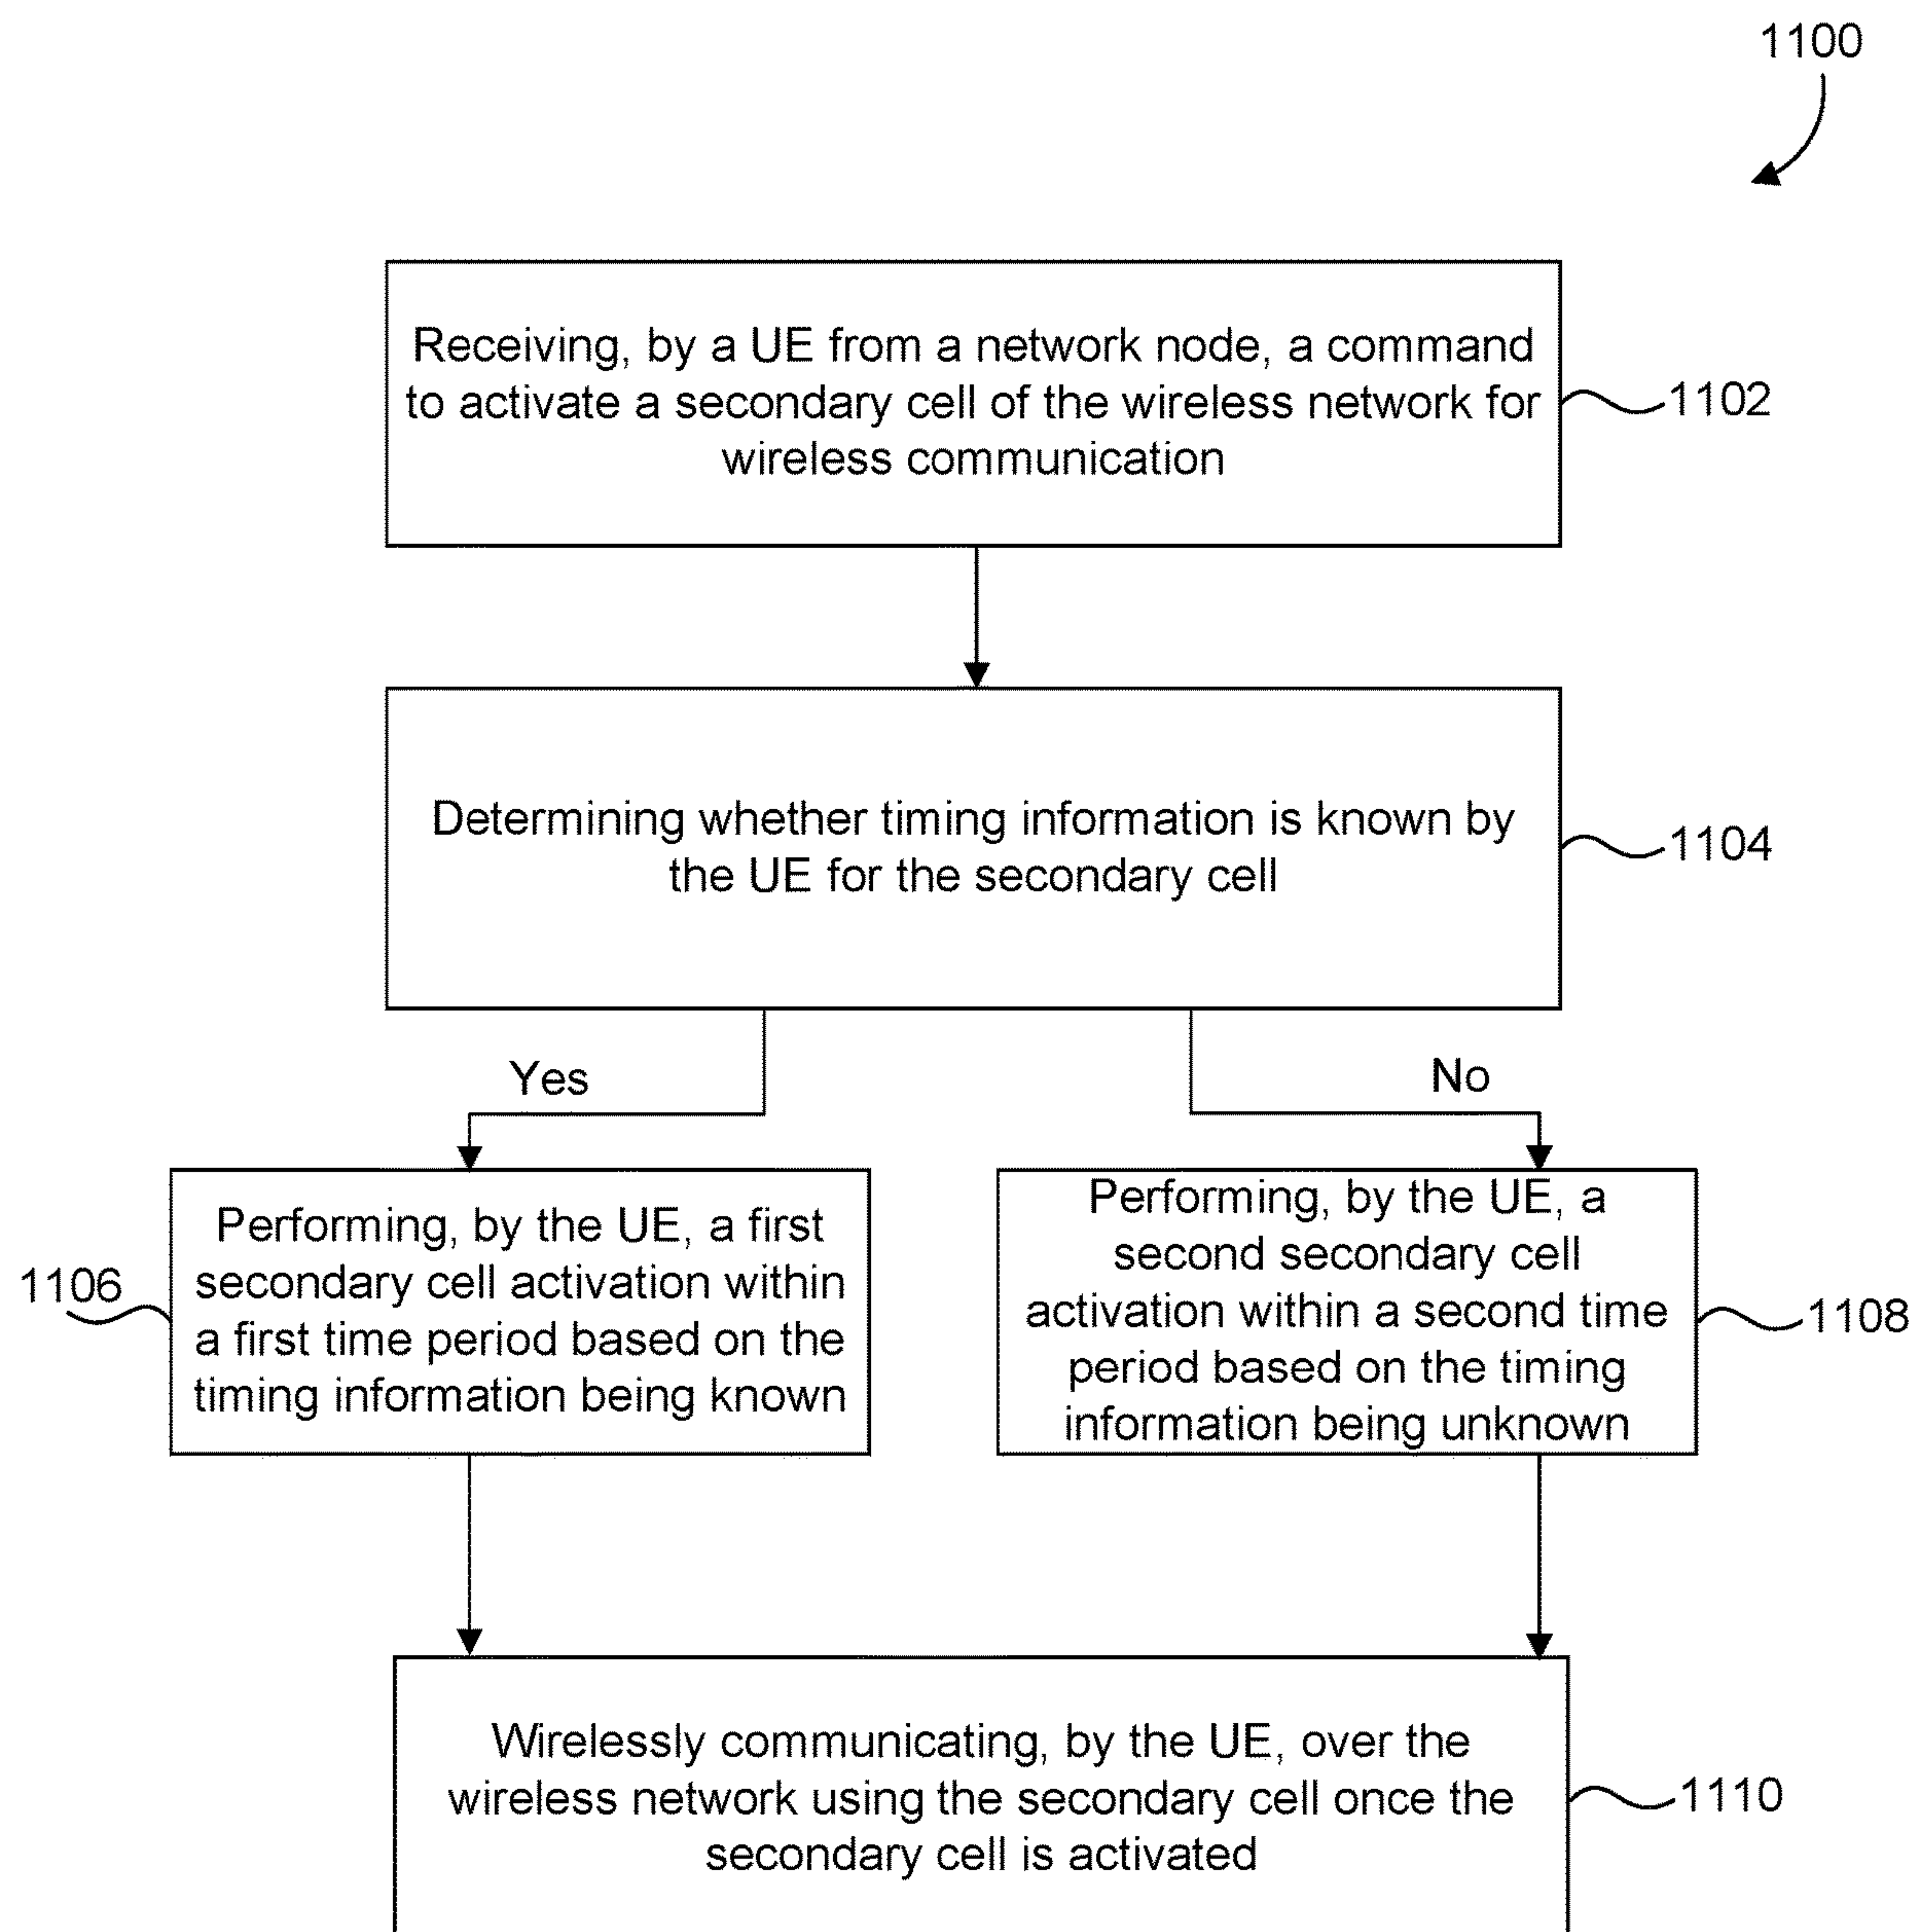 1100
Receiving, by a UE from a network node, a command
to activate a secondary cell of the wireless network for
wireless communication
1102
Determining whether timing information is known by
the UE for the secondary cell
1104
Yes
No
Performing, by the UE, a first
secondary cell activation within
a first time period based on the
timing information being known
1106
Performing, by the UE, a
second secondary cell
activation within a second time
period based on the timing
information being unknown
1108
Wirelessly communicating, by the UE, over the
wireless network using the secondary cell once the
secondary cell is activated
1110